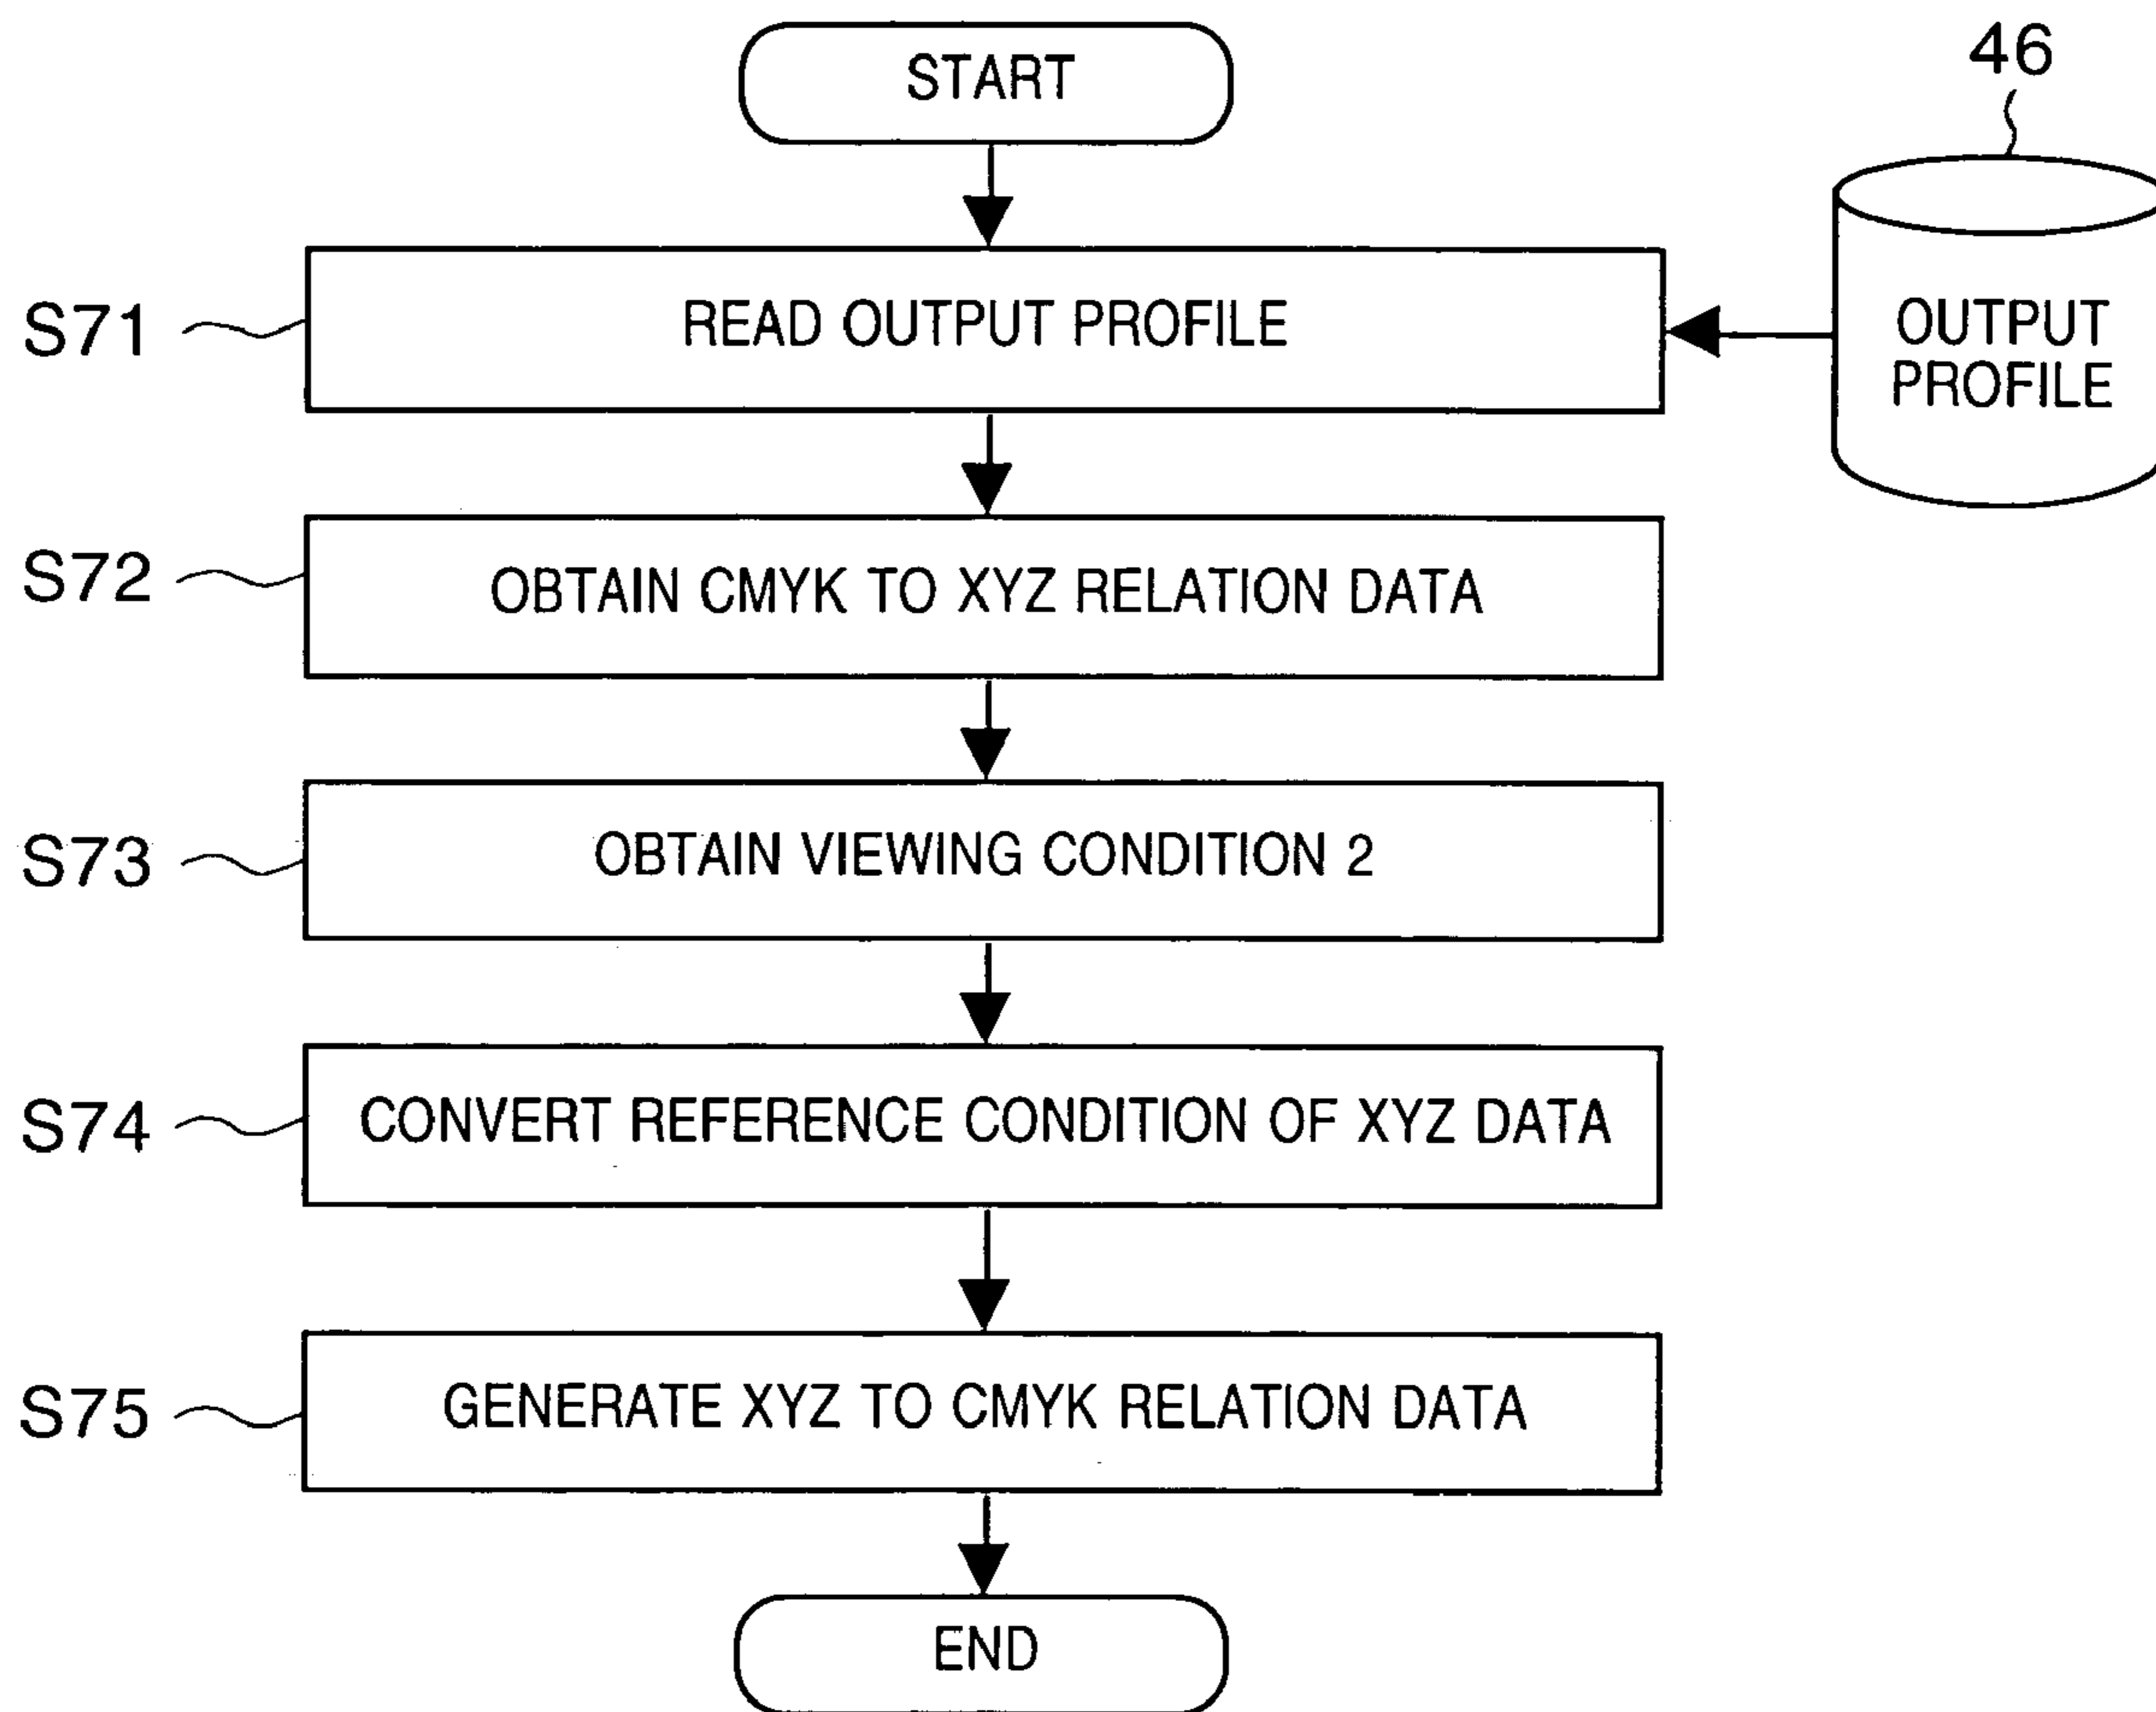 START
46
S71
READ OUTPUT PROFILE
OUTPUT
PROFILE
S72
OBTAIN CMYK TO XYZ RELATION DATA
S73
OBTAIN VIEWING CONDITION 2
S74
CONVERT REFERENCE CONDITION OF XYZ DATA
S75
GENERATE XYZ TO CMYK RELATION DATA
END